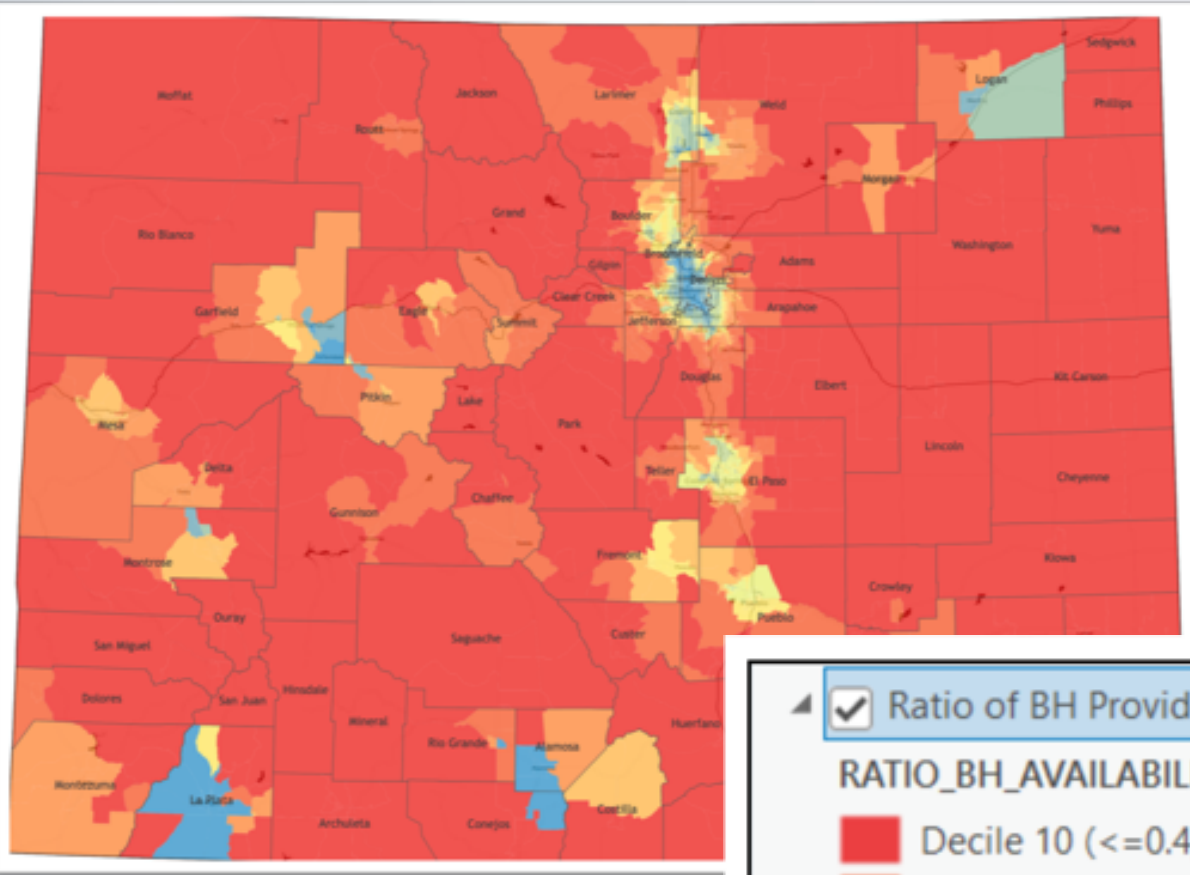 Sedgwick
Logan
Moffat
Jackson
Larimer
Weld
Phillips
Routt
Morgan
Grand
Boulder
Rio Blanco
Broomfield
Washington
Yuma
Gilpin
Denver
Adams
Clear Creek
Garfield
Eagle
Summit
Jefferson
Arapahoe
Douglas
Elbert
Kit Carson
Pitkin
Lake
Mesa
Park
Lincoln
Delta
Teller
El Paso
Cheyenne
Chaffee
Gunnison
Fremont
Kiowa
Montrose
Crowley
Ouray
Pueblo
Saguache
Custer
San Miguel
Dolores
San Juan
Hinsdale
Mineral
Huerfano
Rio Grande
Alamosa
Montezuma
La Plata
Costilla
Archuleta
Conejos
Ratio of BH Provid
RATIO_BH_AVAILABIL
Decile 10 (<=0.4